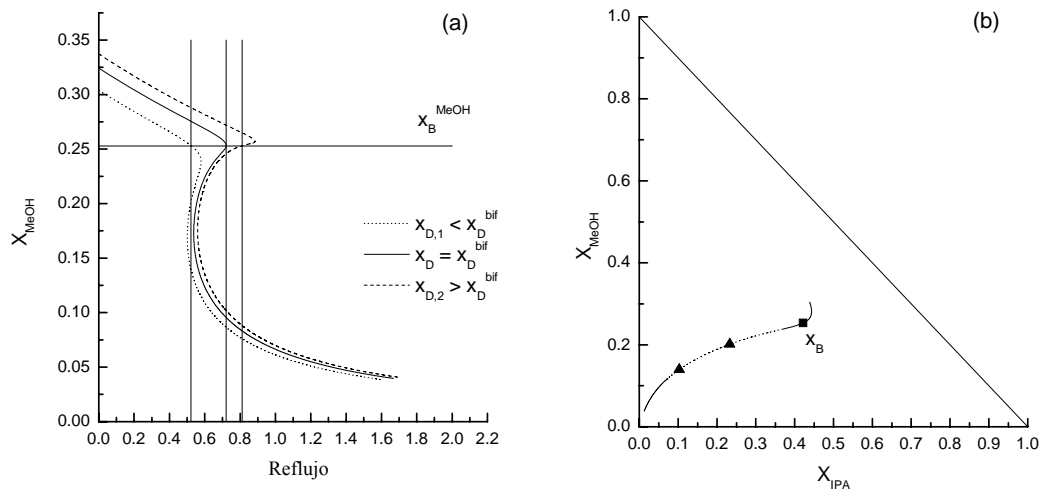 (a)
0.35
0.30
0.25
0.20
0.15
0.10
0.05
0.00
X_MeOH
x_B^MeOH
x_D,1 < x_D^bif
x_D = x_D^bif
x_D,2 > x_D^bif
0.0 0.2 0.4 0.6 0.8 1.0 1.2 1.4 1.6 1.8 2.0 2.2
Reflujo
(b)
1.0
0.8
0.6
0.4
0.2
0.0
X_MeOH
x_B
0.0 0.1 0.2 0.3 0.4 0.5 0.6 0.7 0.8 0.9 1.0
X_IPA